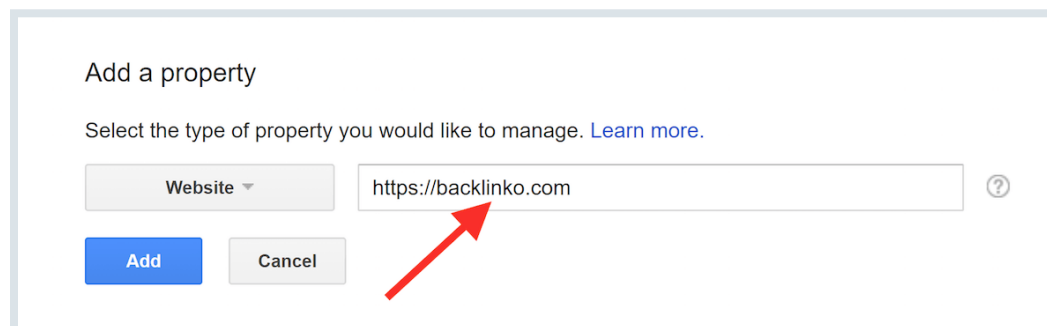 Add a property
Select the type of property you would like to manage. Learn more.
Website https://backlinko.com ?
Add Cancel